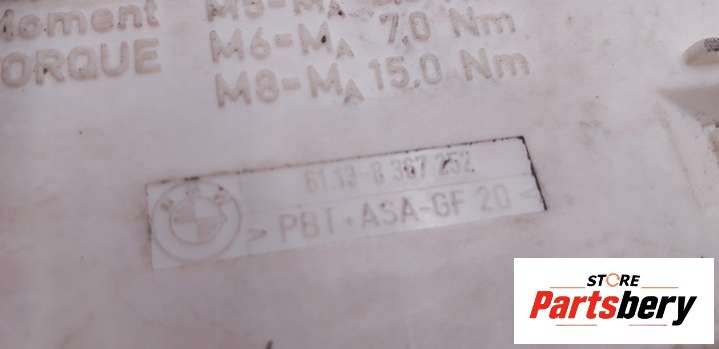 Moment
M6=MA 7,0 Nm
TORQUE
M8=MA 15,0 Nm
61.13-8 367 252
> PBT+ASA-GF 20 <
STORE
Partsbery